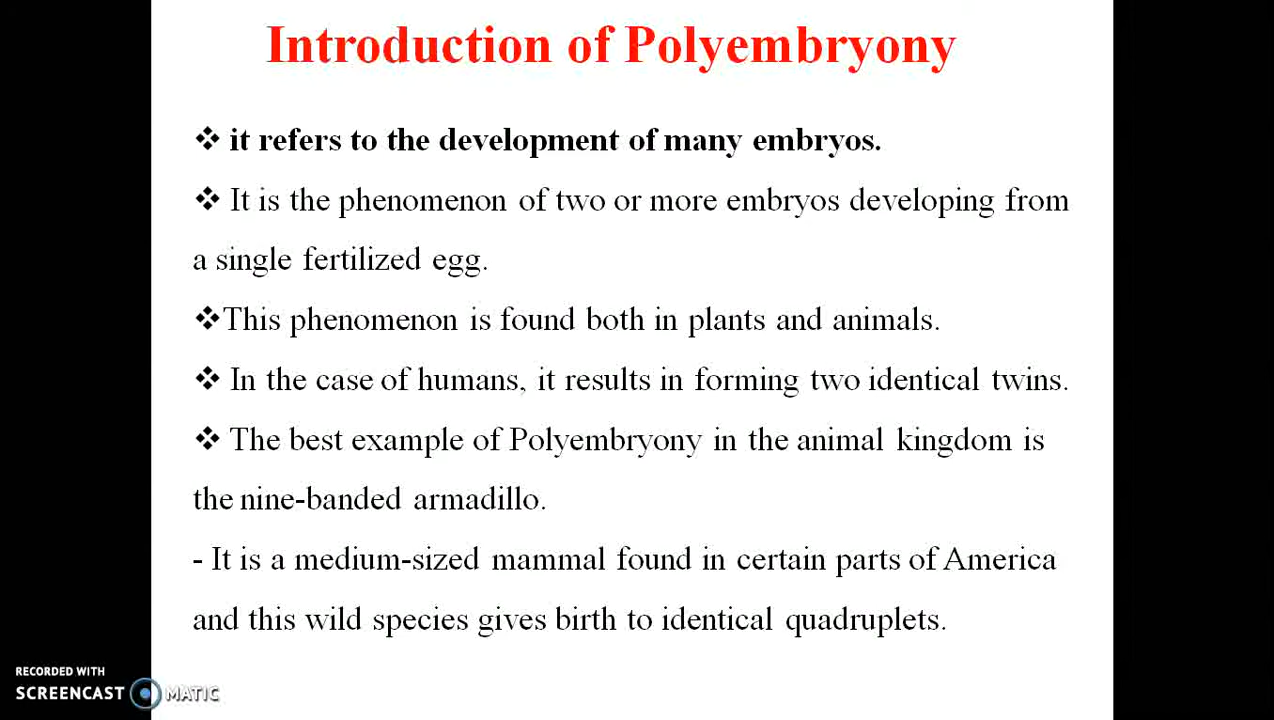 Introduction of Polyembryony
❖ it refers to the development of many embryos.
❖ It is the phenomenon of two or more embryos developing from
a single fertilized egg.
❖This phenomenon is found both in plants and animals.
❖ In the case of humans, it results in forming two identical twins.
❖ The best example of Polyembryony in the animal kingdom is
the nine-banded armadillo.
- It is a medium-sized mammal found in certain parts of America
and this wild species gives birth to identical quadruplets.
RECORDED WITH
SCREENCAST MATIC